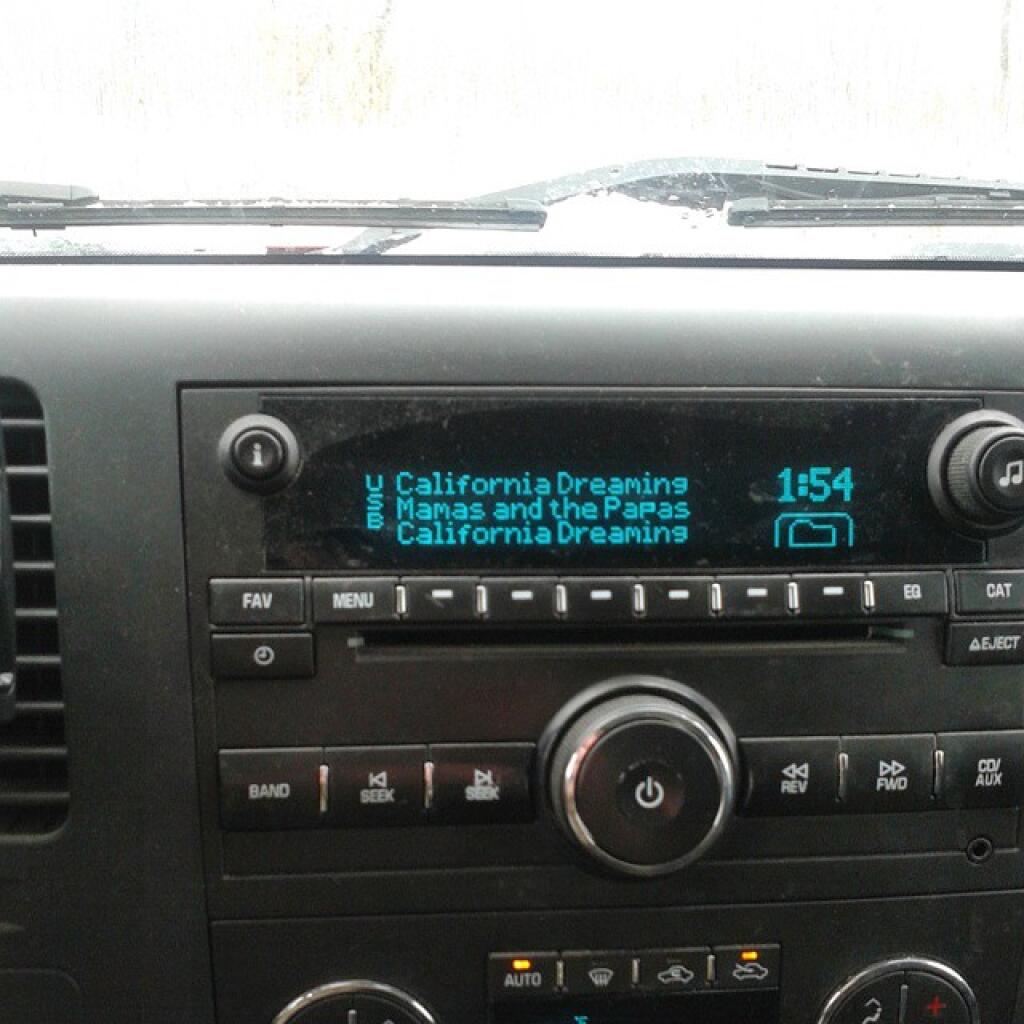 USB
California Dreaming
Mamas and the Papas
California Dreaming
1:54
FAV
MENU
EQ
CAT
EJECT
BAND
SEEK
SEEK
REV
FWD
CD/
AUX
AUTO